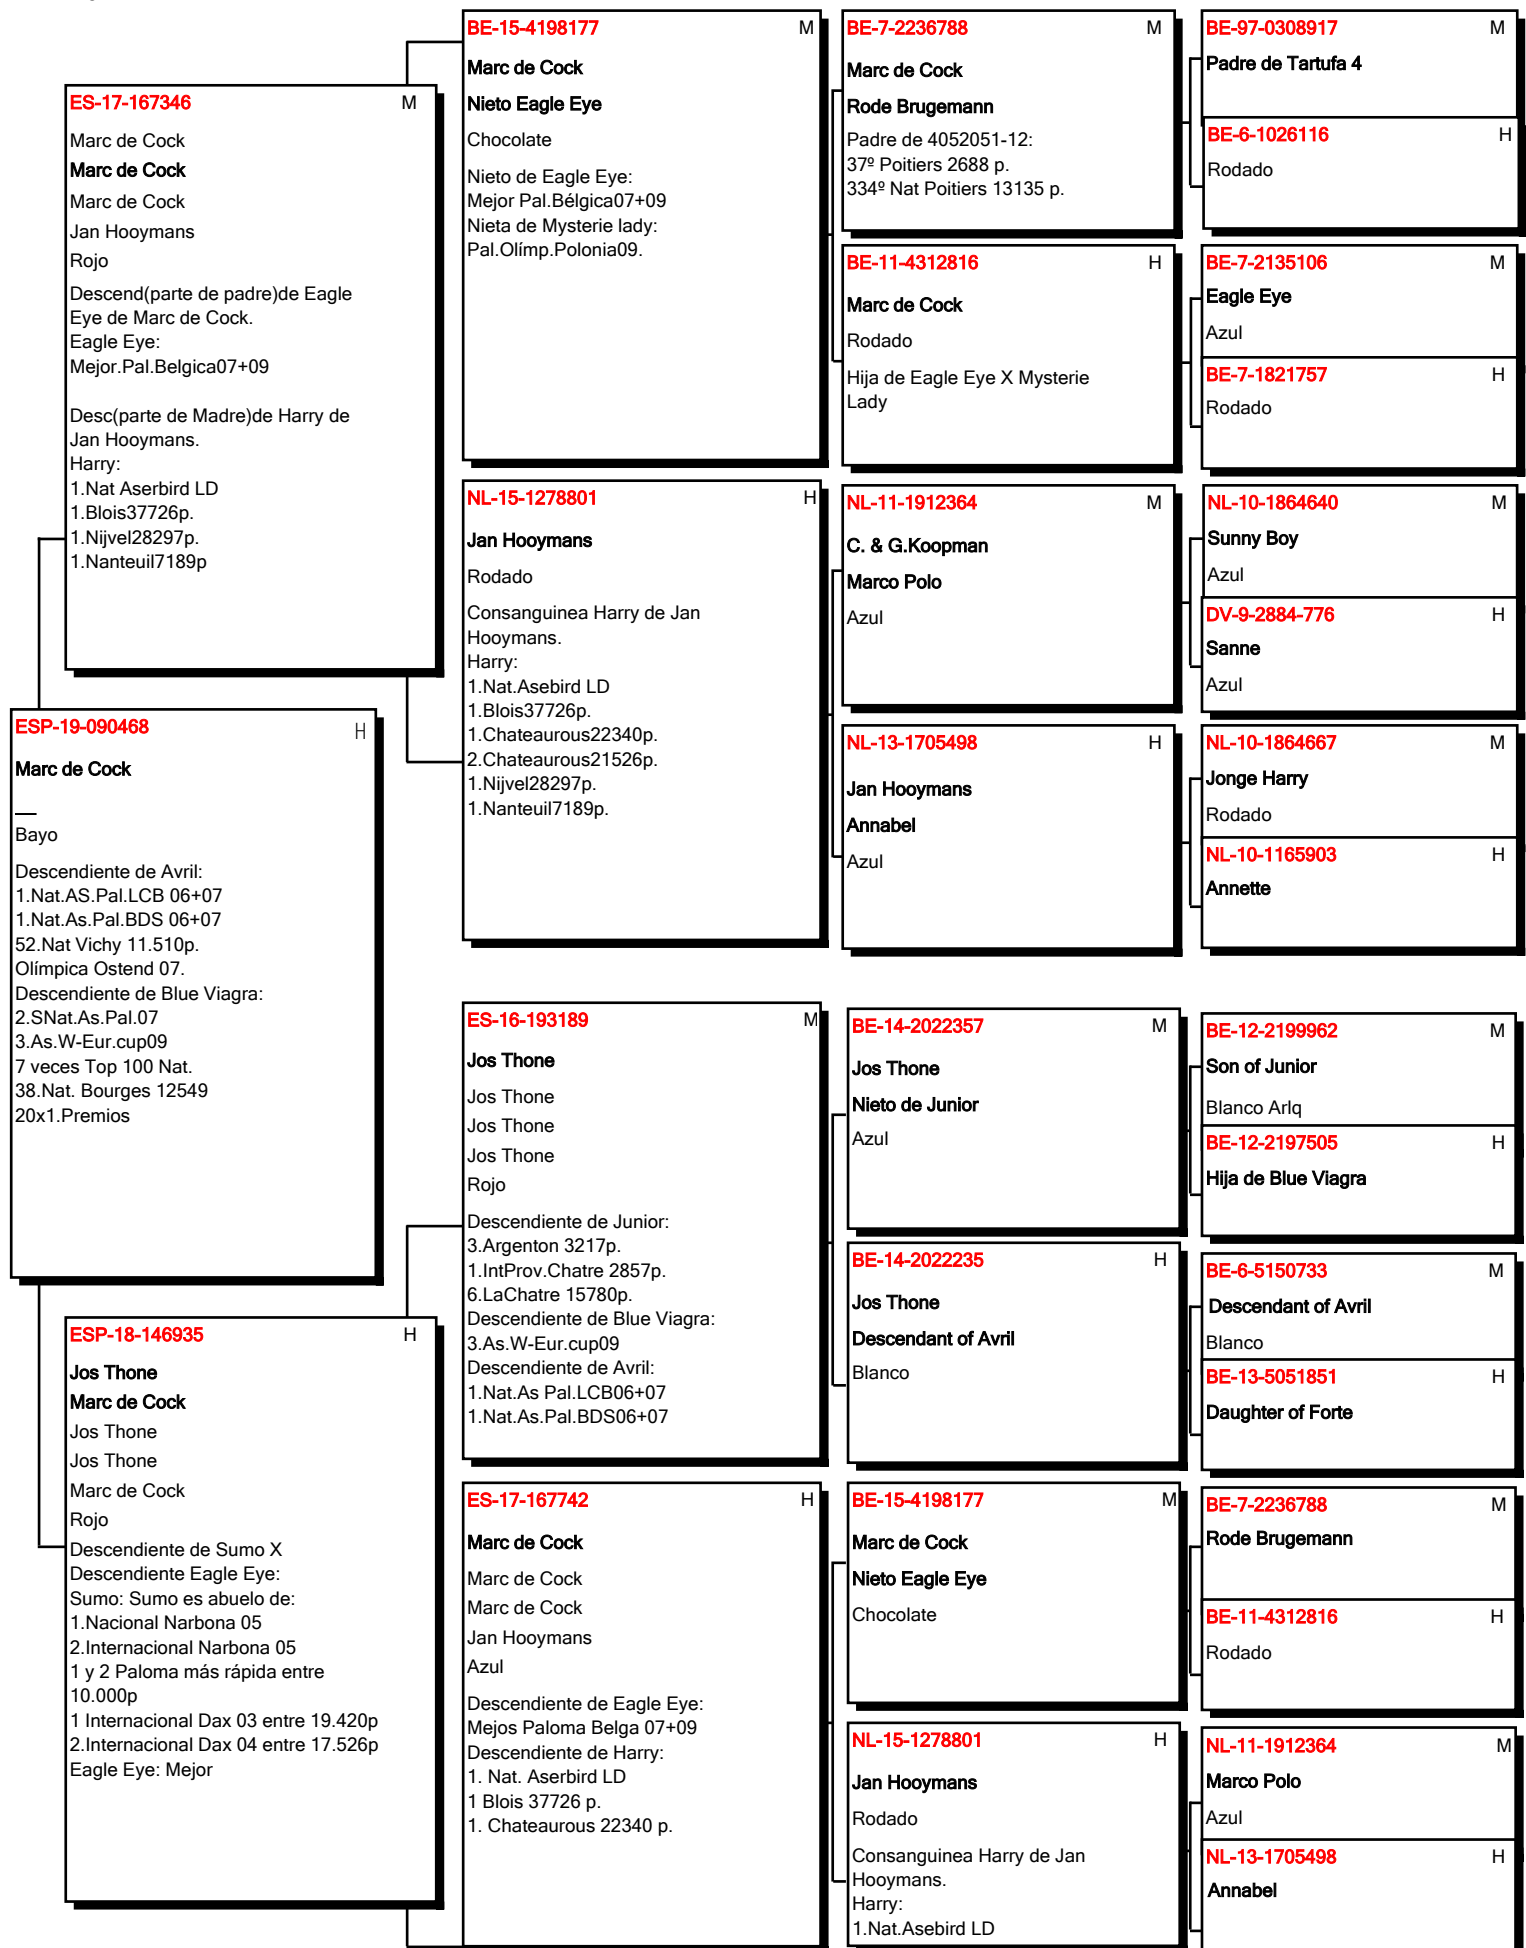 ESP-19-090468 H
Marc de Cock
__
Bayo
Descendiente de Avril:
1.Nat.AS.Pal.LCB 06+07
1.Nat.As.Pal.BDS 06+07
52.Nat Vichy 11.510p.
Olímpica Ostend 07.
Descendiente de Blue Viagra:
2.SNat.As.Pal.07
3.As.W-Eur.cup09
7 veces Top 100 Nat.
38.Nat. Bourges 12549
20x1.Premios
ES-17-167346 M
Marc de Cock
Marc de Cock
Marc de Cock
Jan Hooymans
Rojo
Descend(parte de padre)de Eagle
Eye de Marc de Cock.
Eagle Eye:
Mejor.Pal.Belgica07+09
Desc(parte de Madre)de Harry de
Jan Hooymans.
Harry:
1.Nat Aserbird LD
1.Blois37726p.
1.Nijvel28297p.
1.Nanteuil7189p
ESP-18-146935 H
Jos Thone
Marc de Cock
Jos Thone
Jos Thone
Marc de Cock
Rojo
Descendiente de Sumo X
Descendiente Eagle Eye:
Sumo: Sumo es abuelo de:
1.Nacional Narbona 05
2.Internacional Narbona 05
1 y 2 Paloma más rápida entre
10.000p
1 Internacional Dax 03 entre 19.420p
2.Internacional Dax 04 entre 17.526p
Eagle Eye: Mejor
BE-15-4198177 M
Marc de Cock
Nieto Eagle Eye
Chocolate
Nieto de Eagle Eye:
Mejor Pal.Bélgica07+09
Nieta de Mysterie lady:
Pal.Olímp.Polonia09.
NL-15-1278801 H
Jan Hooymans
Rodado
Consanguinea Harry de Jan
Hooymans.
Harry:
1.Nat.Asebird LD
1.Blois37726p.
1.Chateaurous22340p.
2.Chateaurous21526p.
1.Nijvel28297p.
1.Nanteuil7189p.
ES-16-193189 M
Jos Thone
Jos Thone
Jos Thone
Jos Thone
Rojo
Descendiente de Junior:
3.Argenton 3217p.
1.IntProv.Chatre 2857p.
6.LaChatre 15780p.
Descendiente de Blue Viagra:
3.As.W-Eur.cup09
Descendiente de Avril:
1.Nat.As Pal.LCB06+07
1.Nat.As.Pal.BDS06+07
ES-17-167742 H
Marc de Cock
Marc de Cock
Marc de Cock
Jan Hooymans
Azul
Descendiente de Eagle Eye:
Mejos Paloma Belga 07+09
Descendiente de Harry:
1. Nat. Aserbird LD
1 Blois 37726 p.
1. Chateaurous 22340 p.
BE-7-2236788 M
Marc de Cock
Rode Brugemann
Padre de 4052051-12:
37º Poitiers 2688 p.
334º Nat Poitiers 13135 p.
BE-11-4312816 H
Marc de Cock
Rodado
Hija de Eagle Eye X Mysterie
Lady
NL-11-1912364 M
C. & G.Koopman
Marco Polo
Azul
NL-13-1705498 H
Jan Hooymans
Annabel
Azul
BE-14-2022357 M
Jos Thone
Nieto de Junior
Azul
BE-14-2022235 H
Jos Thone
Descendant of Avril
Blanco
BE-15-4198177 M
Marc de Cock
Nieto Eagle Eye
Chocolate
NL-15-1278801 H
Jan Hooymans
Rodado
Consanguinea Harry de Jan
Hooymans.
Harry:
1.Nat.Asebird LD
BE-97-0308917 M
Padre de Tartufa 4
BE-6-1026116 H
Rodado
BE-7-2135106 M
Eagle Eye
Azul
BE-7-1821757 H
Rodado
NL-10-1864640 M
Sunny Boy
Azul
DV-9-2884-776 H
Sanne
Azul
NL-10-1864667 M
Jonge Harry
Rodado
NL-10-1165903 H
Annette
BE-12-2199962 M
Son of Junior
Blanco Arlq
BE-12-2197505 H
Hija de Blue Viagra
BE-6-5150733 M
Descendant of Avril
Blanco
BE-13-5051851 H
Daughter of Forte
BE-7-2236788 M
Rode Brugemann
BE-11-4312816 H
Rodado
NL-11-1912364 M
Marco Polo
Azul
NL-13-1705498 H
Annabel